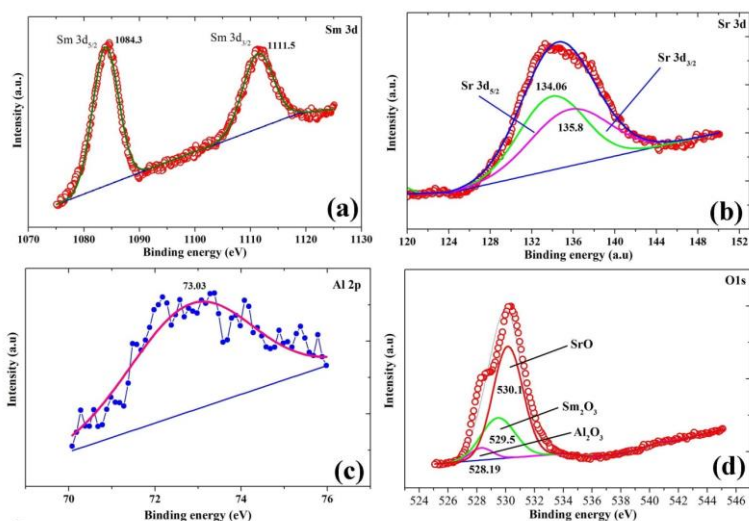 Sm 3d
Sm 3d5/2
1084.3
Sm 3d3/2
1111.5
Intensity (a.u.)
(a)
1070 1080 1090 1100 1110 1120 1130
Binding energy (eV)
Sr 3d
Sr 3d3/2
Sr 3d5/2
134.06
135.8
Intensity (a.u.)
(b)
120 124 128 132 136 140 144 148 152
Binding energy (a.u)
Al 2p
73.03
Intensity (a.u)
(c)
70 72 74 76
Binding energy (eV)
O1s
SrO
530.1
Sm2O3
529.5
Al2O3
528.19
Intensity (a.u)
(d)
524 526 528 530 532 534 536 538 540 542 544 546
Binding energy (eV)